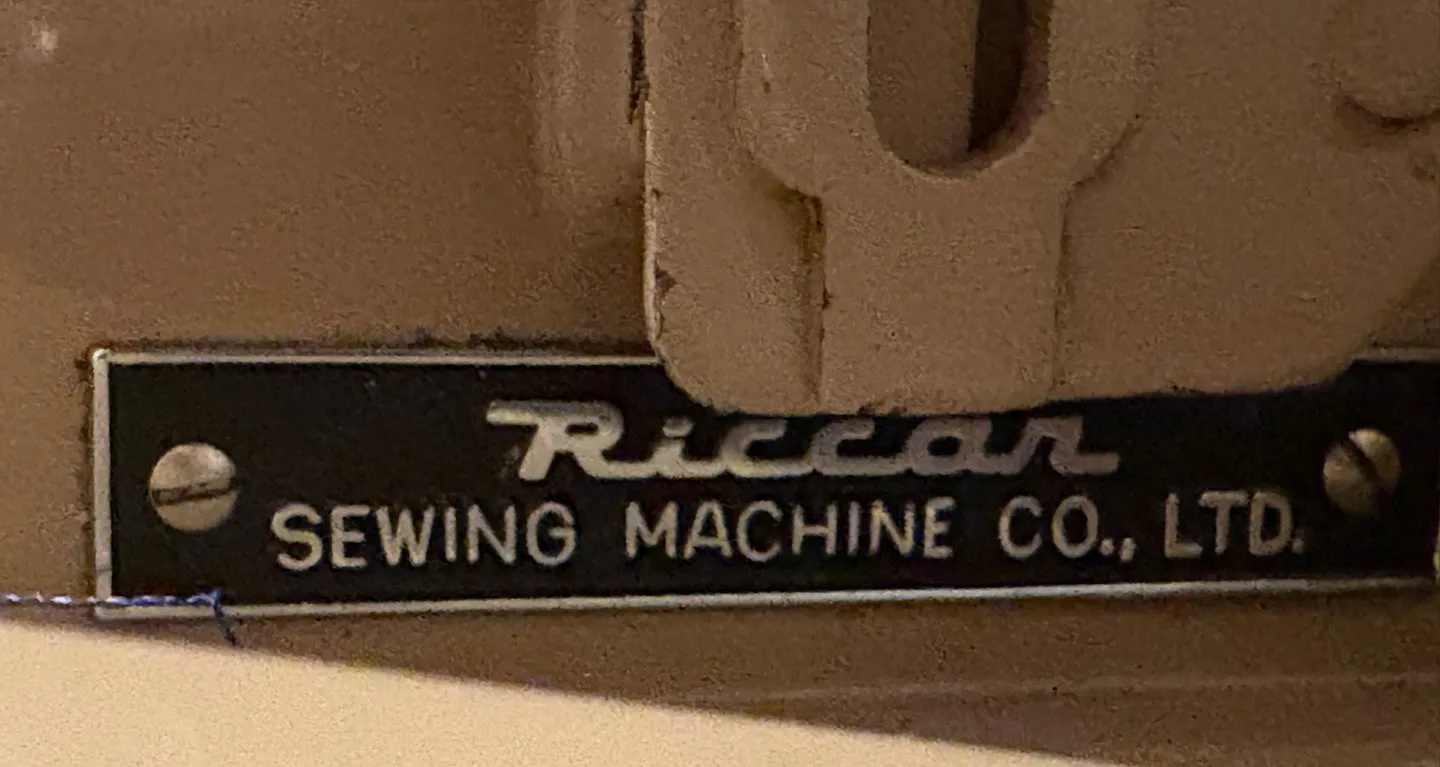 Riccar
SEWING MACHINE CO., LTD.